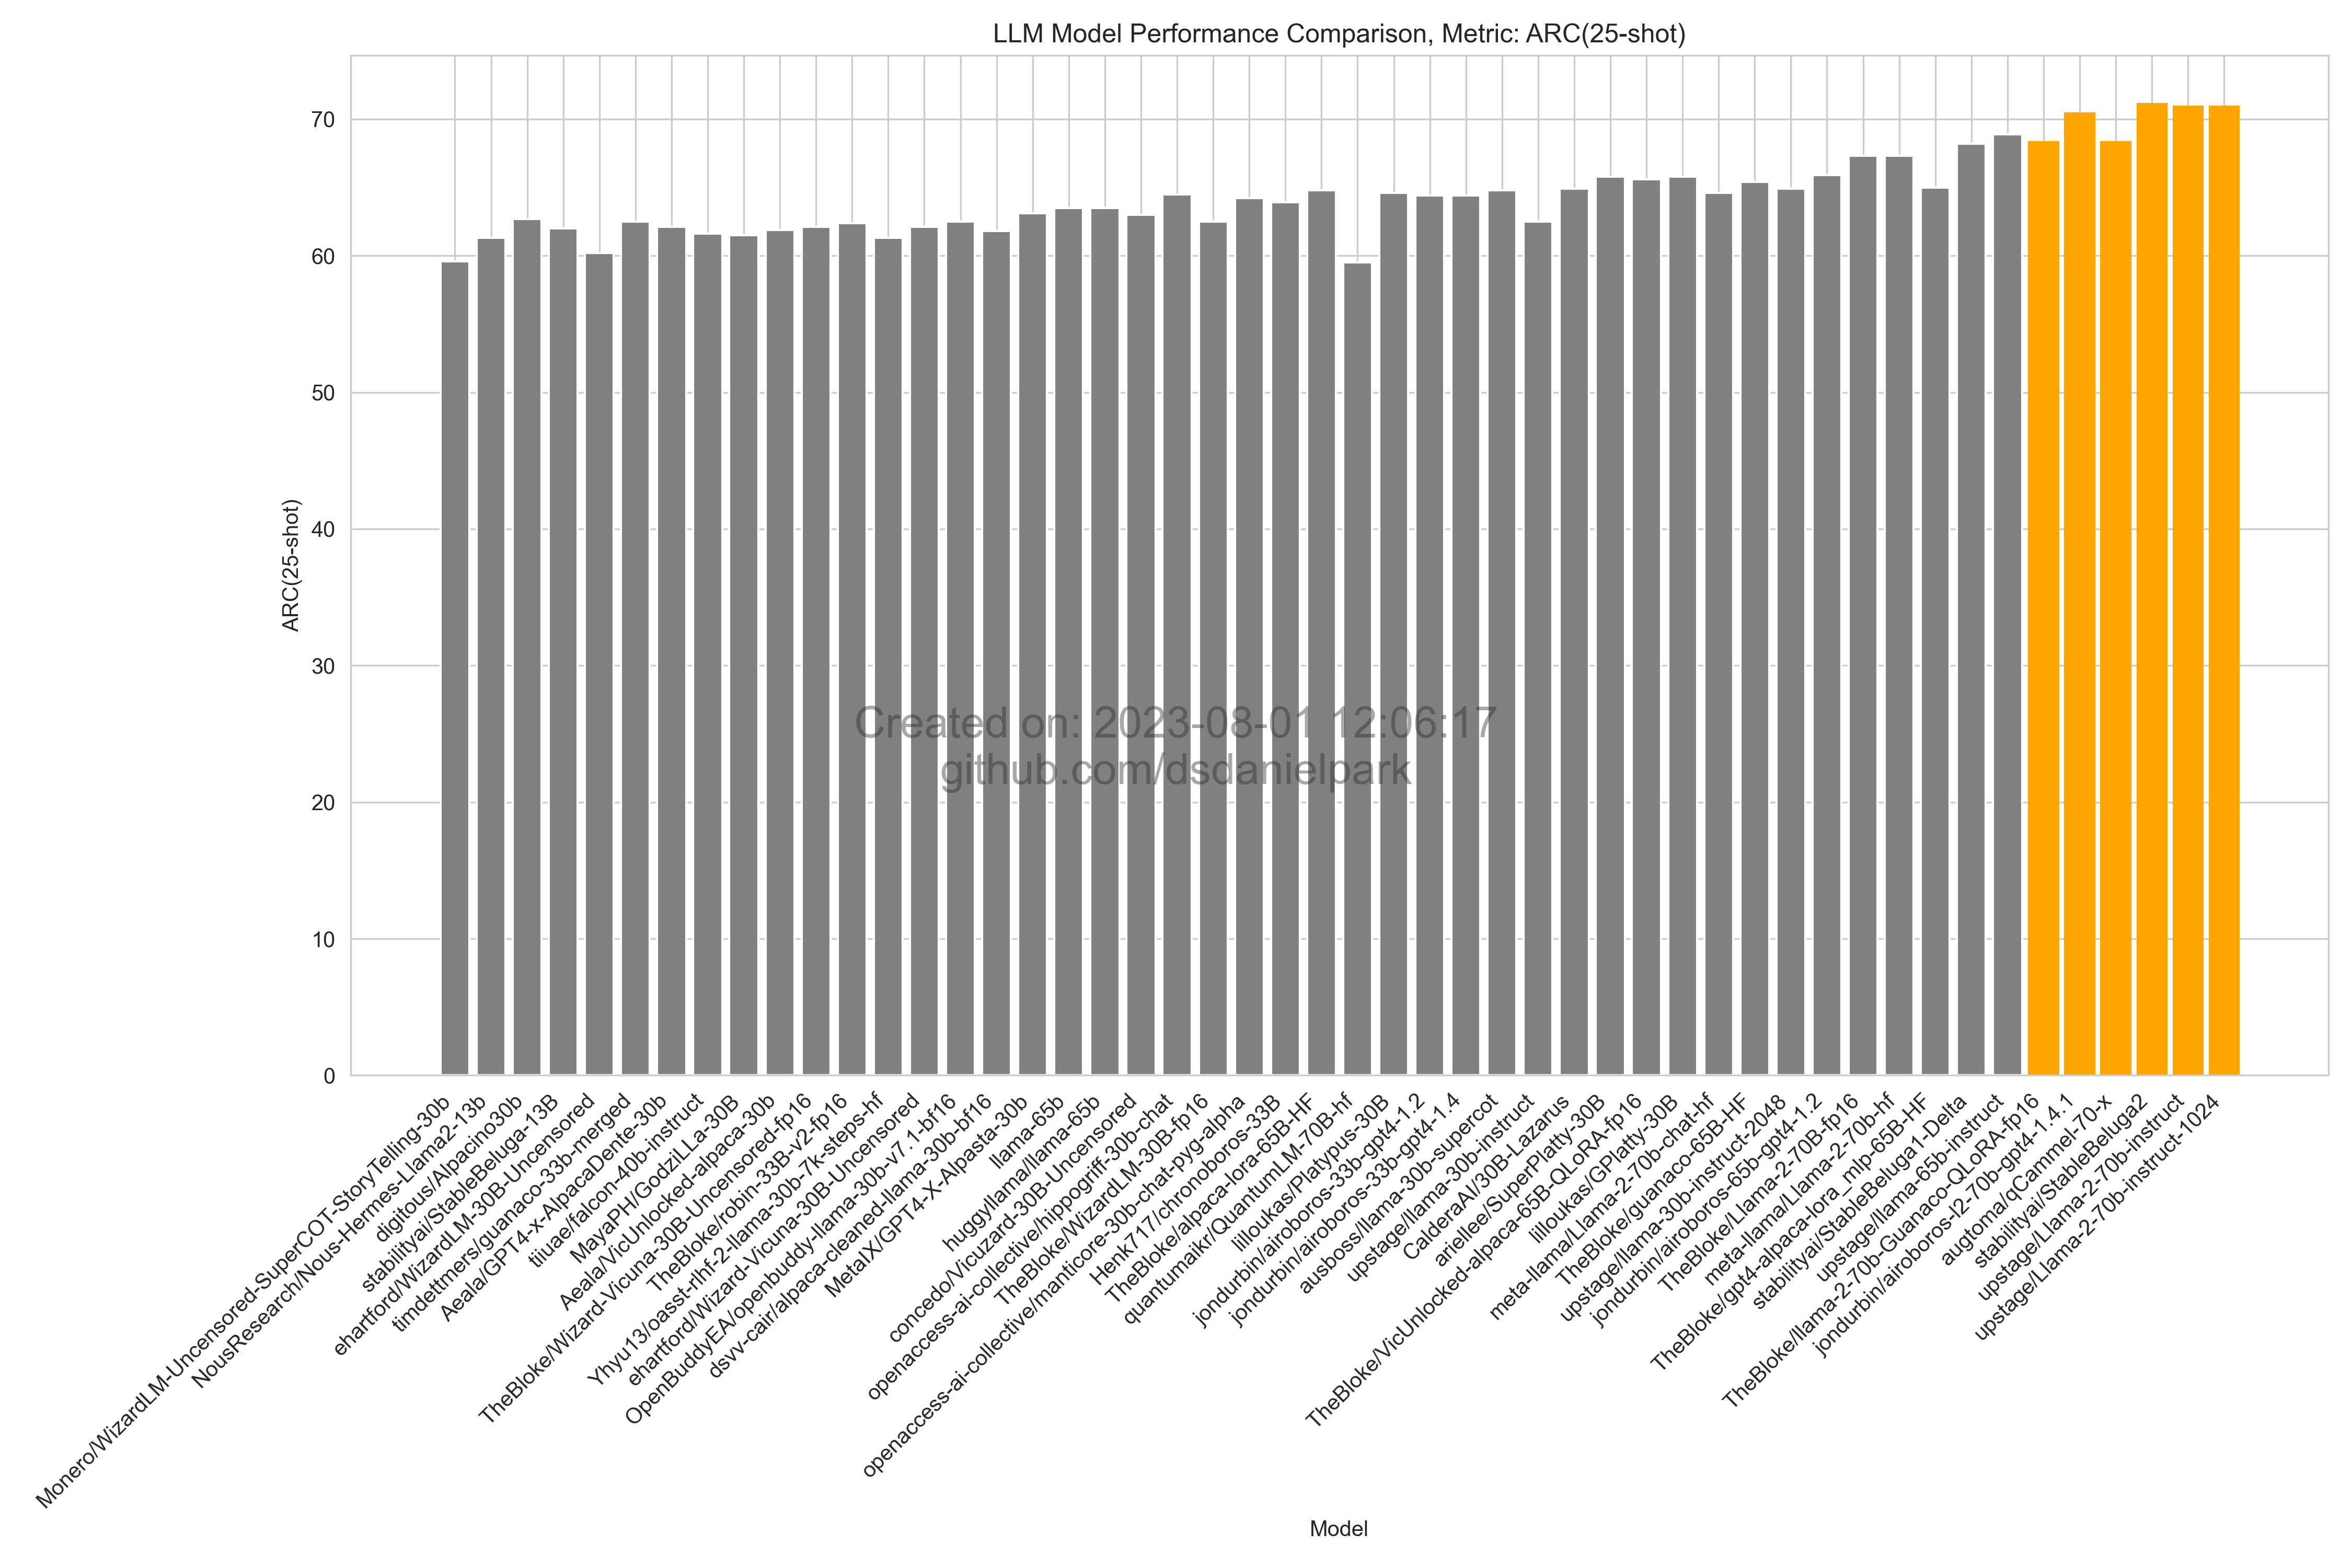 LLM Model Performance Comparison, Metric: ARC(25-shot)
ARC(25-shot)
70
60
50
40
30
20
10
0
Created on: 2023-08-01 12:06:17
github.com/dsdanielpark
Monero/WizardLM-Uncensored-SuperCOT-StoryTelling-30b
NousResearch/Nous-Hermes-Llama2-13b
digitous/Alpacino30b
stabilityai/StableBeluga-13B
ehartford/WizardLM-30B-Uncensored
timdettmers/guanaco-33b-merged
Aeala/GPT4-x-AlpacaDente-30b
tiiuae/falcon-40b-instruct
MayaPH/GodziLLa-30B
Aeala/VicUnlocked-alpaca-30b
TheBloke/Wizard-Vicuna-30B-Uncensored-fp16
TheBloke/robin-33B-v2-fp16
Yhyu13/oasst-rlhf-2-llama-30b-7k-steps-hf
ehartford/Wizard-Vicuna-30B-Uncensored
OpenBuddyEA/openbuddy-llama-30b-v7.1-bf16
dsvv-cair/alpaca-cleaned-llama-30b-bf16
MetaIX/GPT4-X-Alpasta-30b
llama-65b
huggyllama/llama-65b
concedo/Vicuzard-30B-Uncensored
openaccess-ai-collective/hippogriff-30b-chat
TheBloke/WizardLM-30B-fp16
openaccess-ai-collective/manticore-30b-chat-pyg-alpha
Henk717/chronoboros-33B
TheBloke/alpaca-lora-65B-HF
quantumaikr/QuantumLM-70B-hf
lilloukas/Platypus-30B
jondurbin/airoboros-33b-gpt4-1.2
jondurbin/airoboros-33b-gpt4-1.4
ausboss/llama-30b-supercot
upstage/llama-30b-instruct
CalderaAI/30B-Lazarus
ariellee/SuperPlatty-30B
TheBloke/VicUnlocked-alpaca-65B-QLoRA-fp16
lilloukas/GPlatty-30B
meta-llama/Llama-2-70b-chat-hf
TheBloke/guanaco-65B-HF
upstage/llama-30b-instruct-2048
jondurbin/airoboros-65b-gpt4-1.2
TheBloke/Llama-2-70B-fp16
meta-llama/Llama-2-70b-hf
TheBloke/gpt4-alpaca-lora_mlp-65B-HF
stabilityai/StableBeluga1-Delta
upstage/llama-65b-instruct
TheBloke/llama-2-70b-Guanaco-QLoRA-fp16
jondurbin/airoboros-l2-70b-gpt4-1.4.1
augtoma/qCammel-70-x
stabilityai/StableBeluga2
upstage/Llama-2-70b-instruct
upstage/Llama-2-70b-instruct-1024
Model